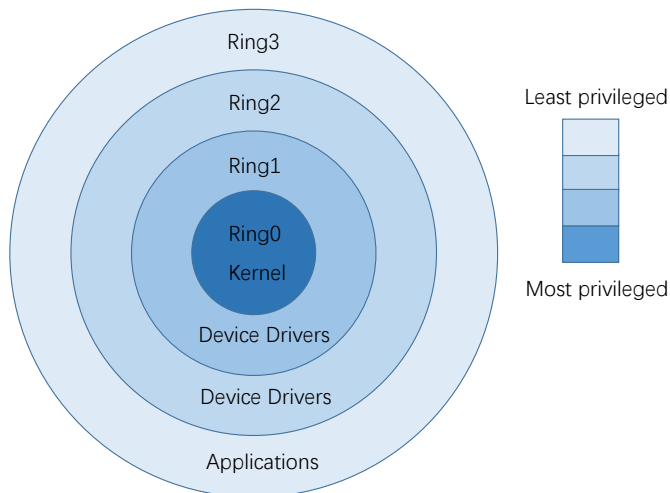 Ring3
Ring2
Ring1
Ring0
Kernel
Device Drivers
Device Drivers
Applications
Least privileged
Most privileged